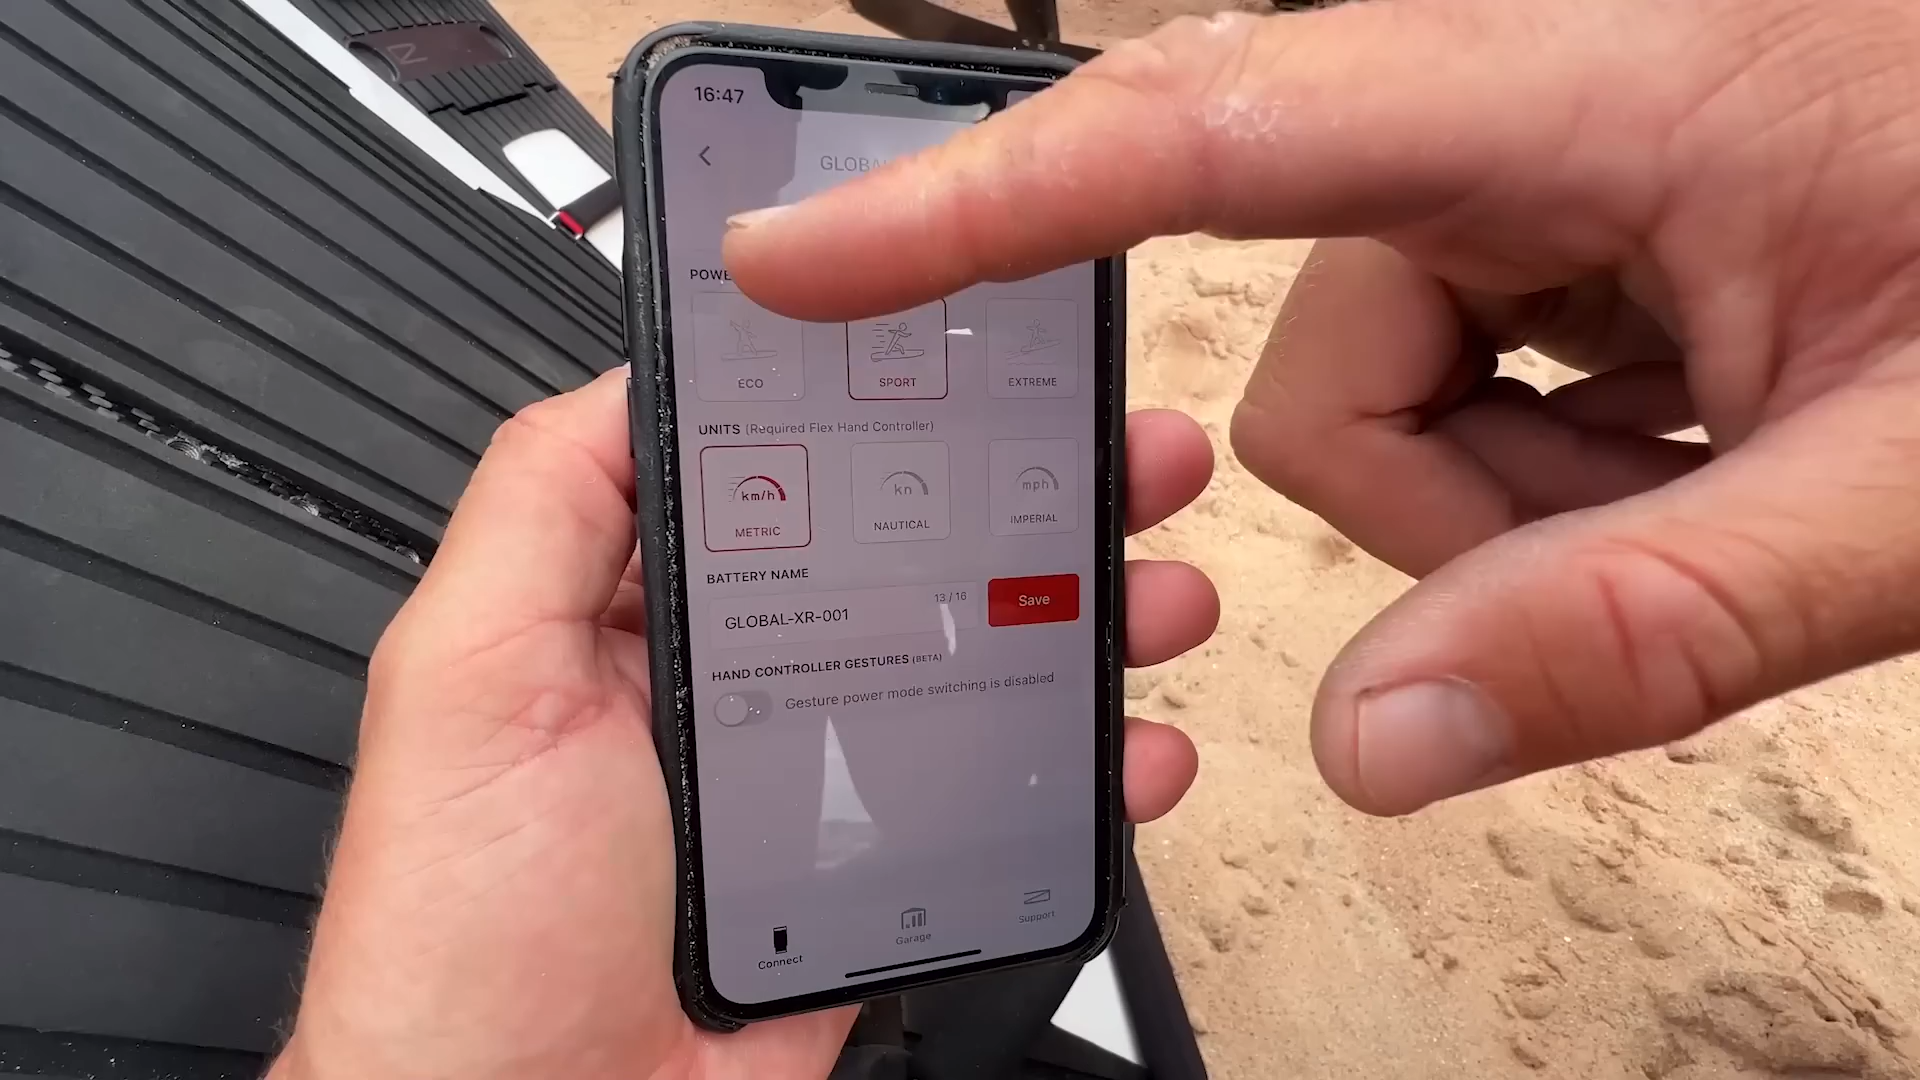 16:47
ECO
SPORT
EXTREME
UNITS (Required Flex Hand Controller)
km/h
kn
mph
METRIC
NAUTICAL
IMPERIAL
BATTERY NAME
13 / 16
GLOBAL-XR-001
Save
HAND CONTROLLER GESTURES (BETA)
Gesture power mode switching is disabled
Connect
Garage
Support